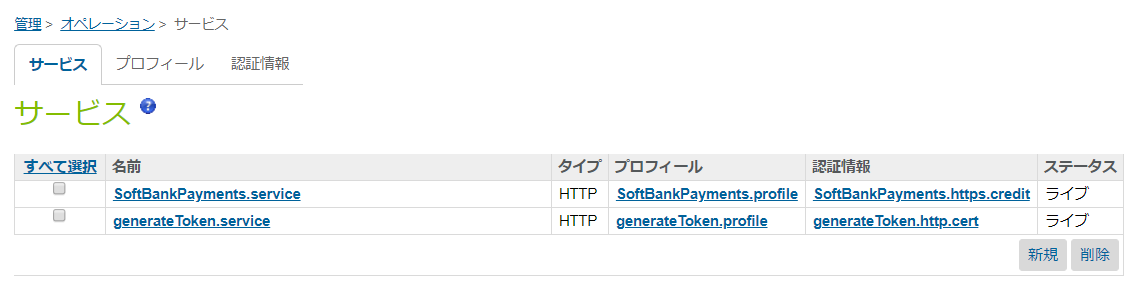 管理 > オペレーション > サービス
サービス プロフィール 認証情報
サービス ?
すべて選択 名前 タイプ プロフィール 認証情報 ステータス
SoftBankPayments.service HTTP SoftBankPayments.profile SoftBankPayments.https.credit ライブ
generateToken.service HTTP generateToken.profile generateToken.http.cert ライブ
新規 削除